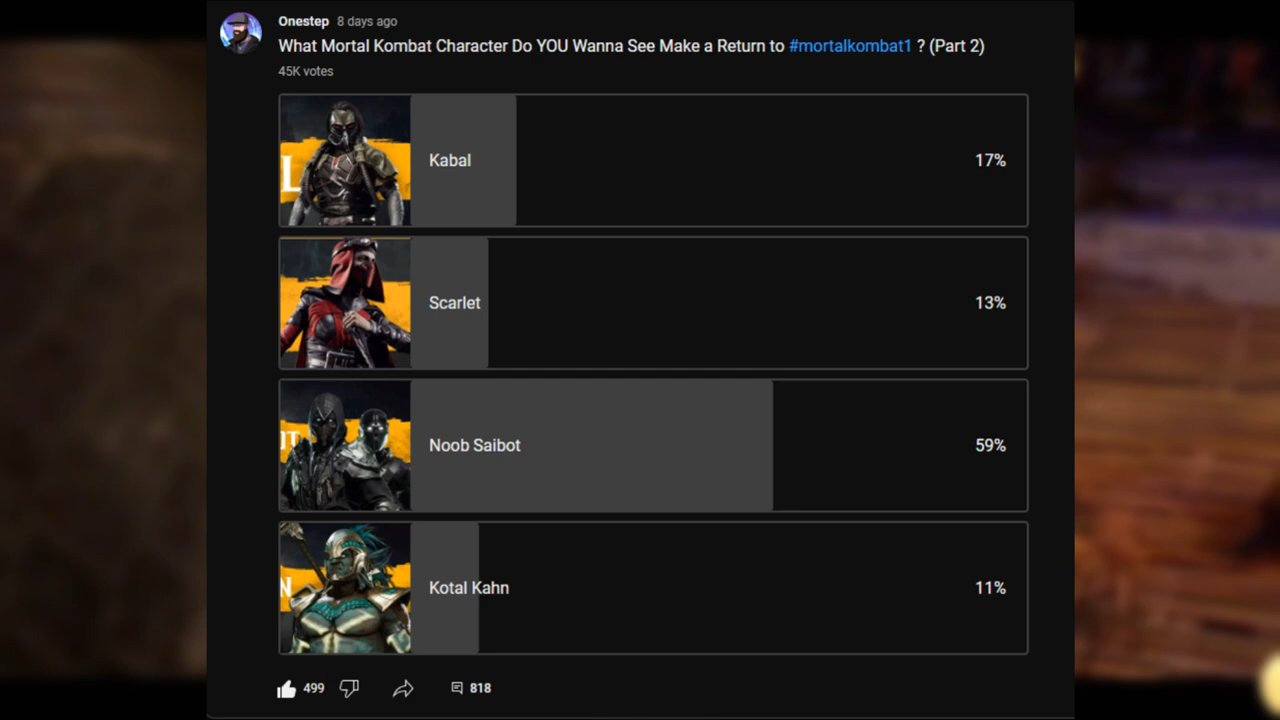 Onestep 8 days ago
What Mortal Kombat Character Do YOU Wanna See Make a Return to #mortalkombat1 ? (Part 2)
45K votes
L
Kabal
17%
Scarlet
13%
OT
Noob Saibot
59%
N
Kotal Kahn
11%
499
818